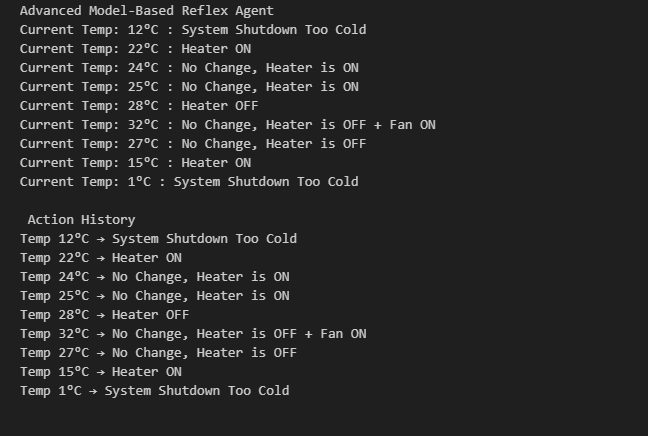 Advanced Model-Based Reflex Agent
Current Temp: 12°C : System Shutdown Too Cold
Current Temp: 22°C : Heater ON
Current Temp: 24°C : No Change, Heater is ON
Current Temp: 25°C : No Change, Heater is ON
Current Temp: 28°C : Heater OFF
Current Temp: 32°C : No Change, Heater is OFF + Fan ON
Current Temp: 27°C : No Change, Heater is OFF
Current Temp: 15°C : Heater ON
Current Temp: 1°C : System Shutdown Too Cold

Action History
Temp 12°C → System Shutdown Too Cold
Temp 22°C → Heater ON
Temp 24°C → No Change, Heater is ON
Temp 25°C → No Change, Heater is ON
Temp 28°C → Heater OFF
Temp 32°C → No Change, Heater is OFF + Fan ON
Temp 27°C → No Change, Heater is OFF
Temp 15°C → Heater ON
Temp 1°C → System Shutdown Too Cold